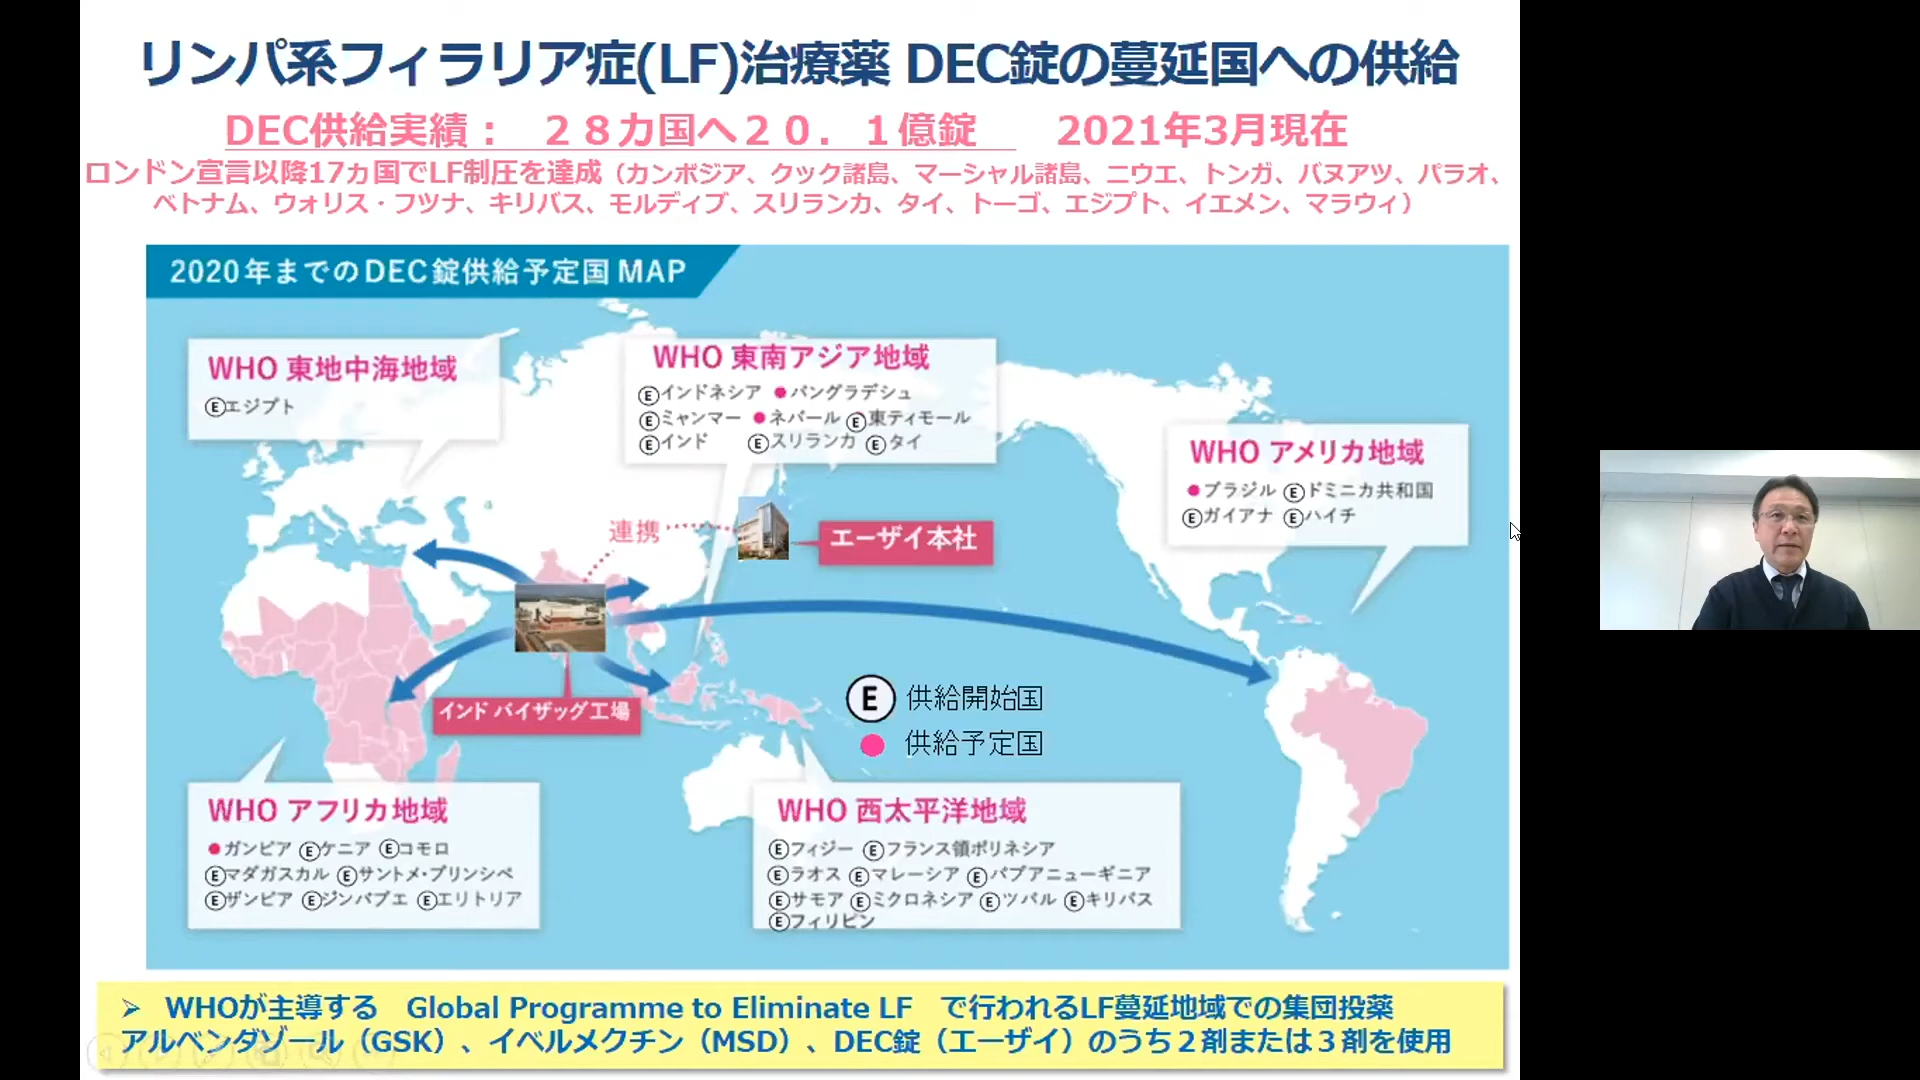 リンパ系フィラリア症(LF)治療薬 DEC錠の蔓延国への供給
DEC供給実績： ２８カ国へ２０．１億錠 2021年3月現在
ロンドン宣言以降17ヵ国でLF制圧を達成（カンボジア、クック諸島、マーシャル諸島、ニウエ、トンガ、バヌアツ、パラオ、
ベトナム、ウォリス・フツナ、キリバス、モルディブ、スリランカ、タイ、トーゴ、エジプト、イエメン、マラウィ）
2020年までのDEC錠供給予定国 MAP
WHO 東地中海地域
Ⓔエジプト
WHO 東南アジア地域
Ⓔインドネシア ●バングラデシュ
Ⓔミャンマー ●ネパール Ⓔ東ティモール
Ⓔインド Ⓔスリランカ Ⓔタイ
WHO アメリカ地域
●ブラジル Ⓔドミニカ共和国
Ⓔガイアナ Ⓔハイチ
連携
エーザイ本社
インド バイザッグ工場
Ⓔ 供給開始国
● 供給予定国
WHO アフリカ地域
●ガンビア Ⓔケニア Ⓔコモロ
Ⓔマダガスカル Ⓔサントメ・プリンシペ
Ⓔザンビア Ⓔジンバブエ Ⓔエリトリア
WHO 西太平洋地域
Ⓔフィジー Ⓔフランス領ポリネシア
Ⓔラオス Ⓔマレーシア Ⓔパプアニューギニア
Ⓔサモア Ⓔミクロネシア Ⓔツバル Ⓔキリバス
Ⓔフィリピン
➢ WHOが主導する Global Programme to Eliminate LF で行われるLF蔓延地域での集団投薬
アルベンダゾール（GSK）、イベルメクチン（MSD）、DEC錠（エーザイ）のうち２剤または３剤を使用